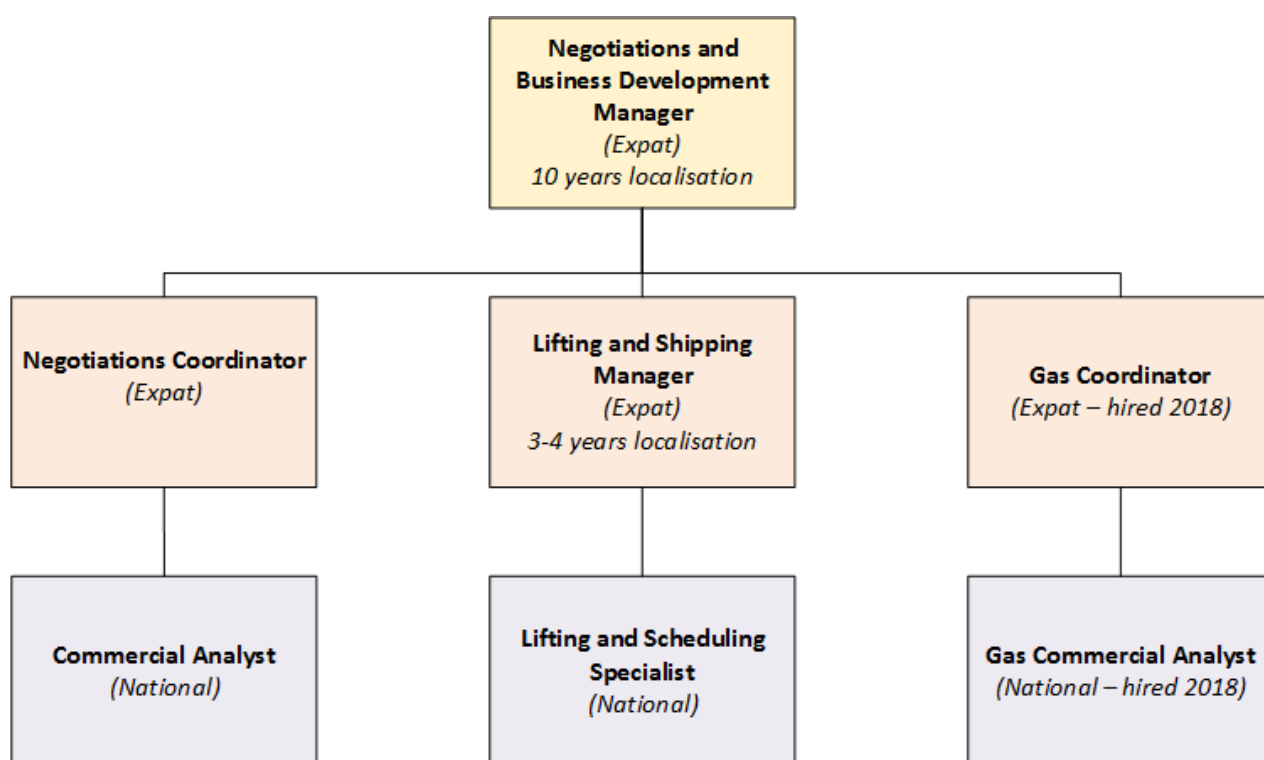 Negotiations and
Business Development
Manager
(Expat)
10 years localisation
Negotiations Coordinator
(Expat)
Lifting and Shipping
Manager
(Expat)
3-4 years localisation
Gas Coordinator
(Expat – hired 2018)
Commercial Analyst
(National)
Lifting and Scheduling
Specialist
(National)
Gas Commercial Analyst
(National – hired 2018)